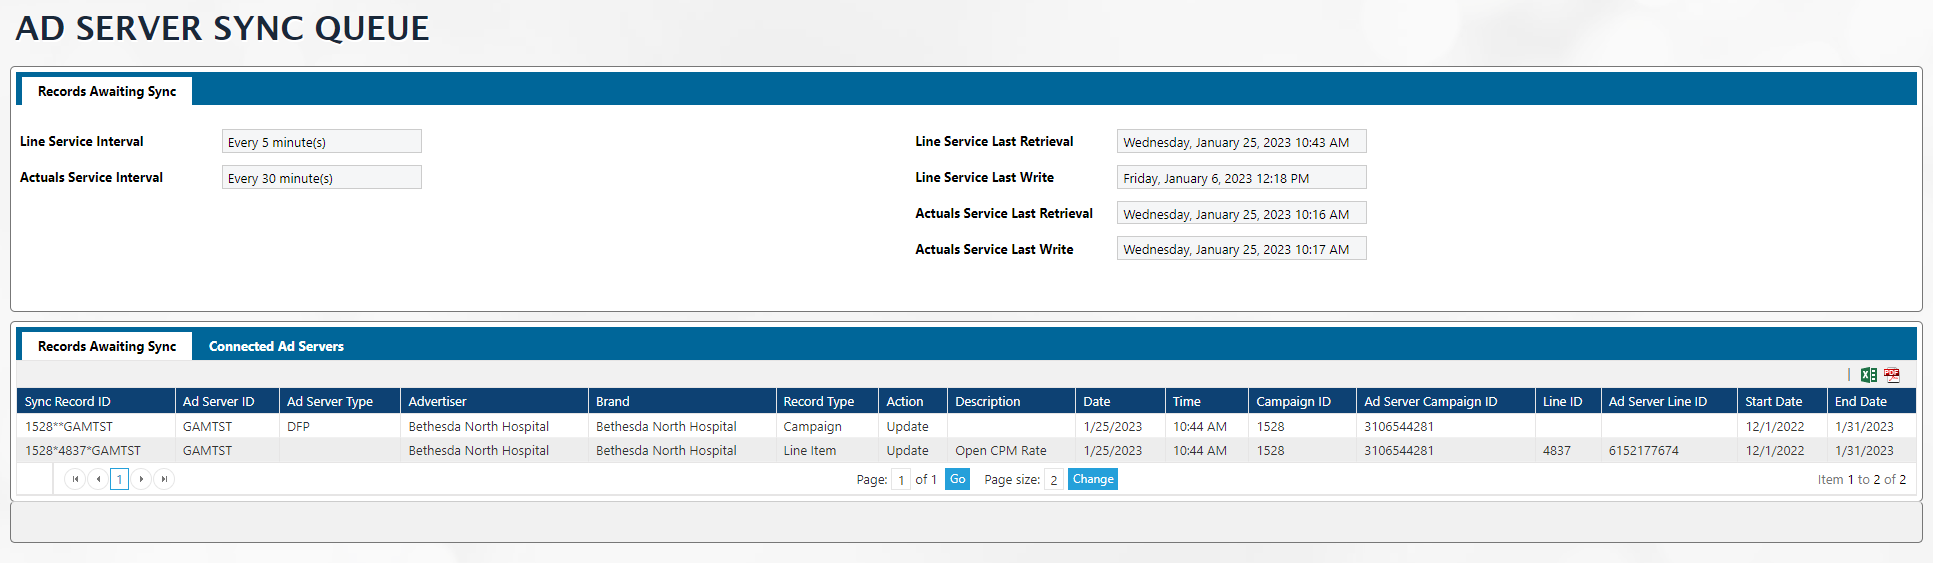 AD SERVER SYNC QUEUE
Records Awaiting Sync
Line Service Interval Every 5 minute(s) Line Service Last Retrieval Wednesday, January 25, 2023 10:43 AM
Actuals Service Interval Every 30 minute(s) Line Service Last Write Friday, January 6, 2023 12:18 PM
Actuals Service Last Retrieval Wednesday, January 25, 2023 10:16 AM
Actuals Service Last Write Wednesday, January 25, 2023 10:17 AM
Records Awaiting Sync Connected Ad Servers
PDF
Sync Record ID Ad Server ID Ad Server Type Advertiser Brand Record Type Action Description Date Time Campaign ID Ad Server Campaign ID Line ID Ad Server Line ID Start Date End Date
1528**GAMTST GAMTST DFP Bethesda North Hospital Bethesda North Hospital Campaign Update 1/25/2023 10:44 AM 1528 3106544281 12/1/2022 1/31/2023
1528*4837*GAMTST GAMTST Bethesda North Hospital Bethesda North Hospital Line Item Update Open CPM Rate 1/25/2023 10:44 AM 1528 3106544281 4837 6152177674 12/1/2022 1/31/2023
1 Page: 1 of 1 Go Page size: 2 Change Item 1 to 2 of 2